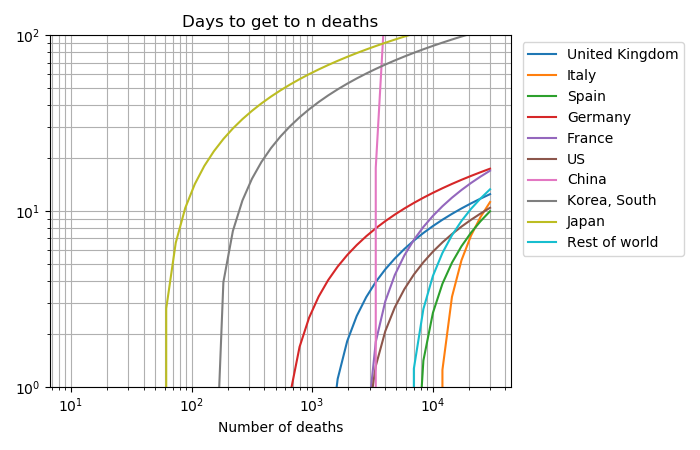 Days to get to n deaths
10²
10¹
10⁰
10¹
10²
10³
10⁴
Number of deaths
United Kingdom
Italy
Spain
Germany
France
US
China
Korea, South
Japan
Rest of world